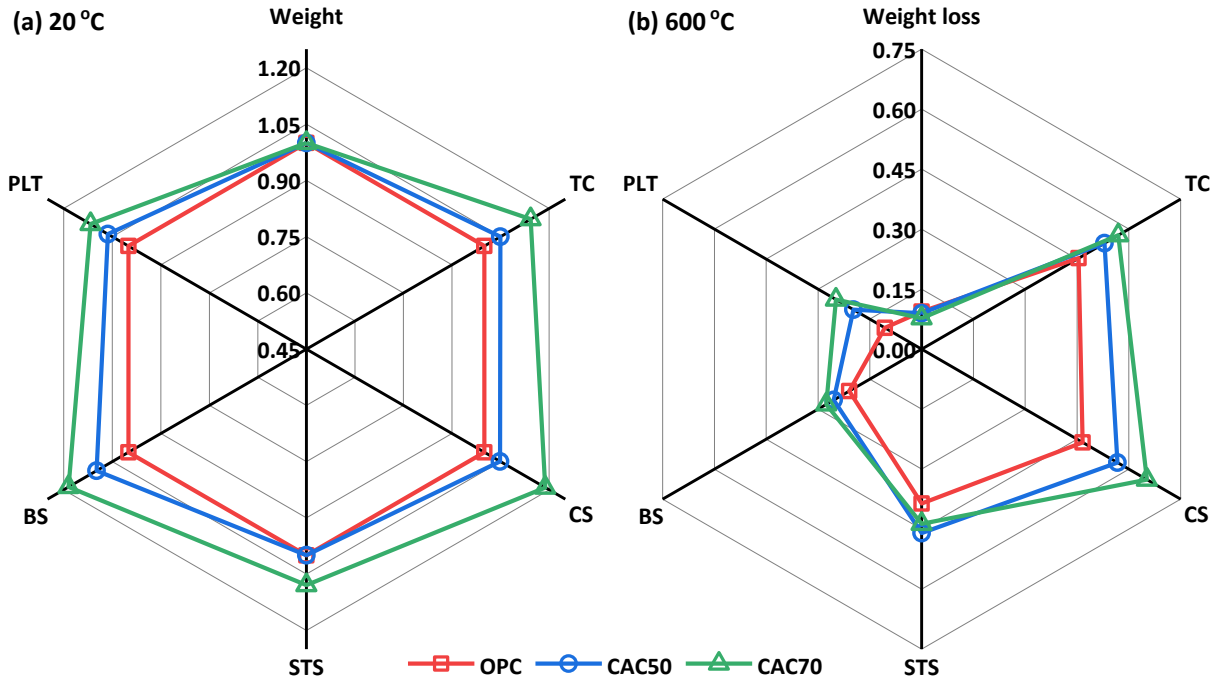 (a) 20 °C
Weight
1.20
1.05
0.90
0.75
0.60
0.45
PLT
TC
BS
CS
STS
(b) 600 °C
Weight loss
0.75
0.60
0.45
0.30
0.15
0.00
PLT
TC
BS
CS
STS
OPC
CAC50
CAC70